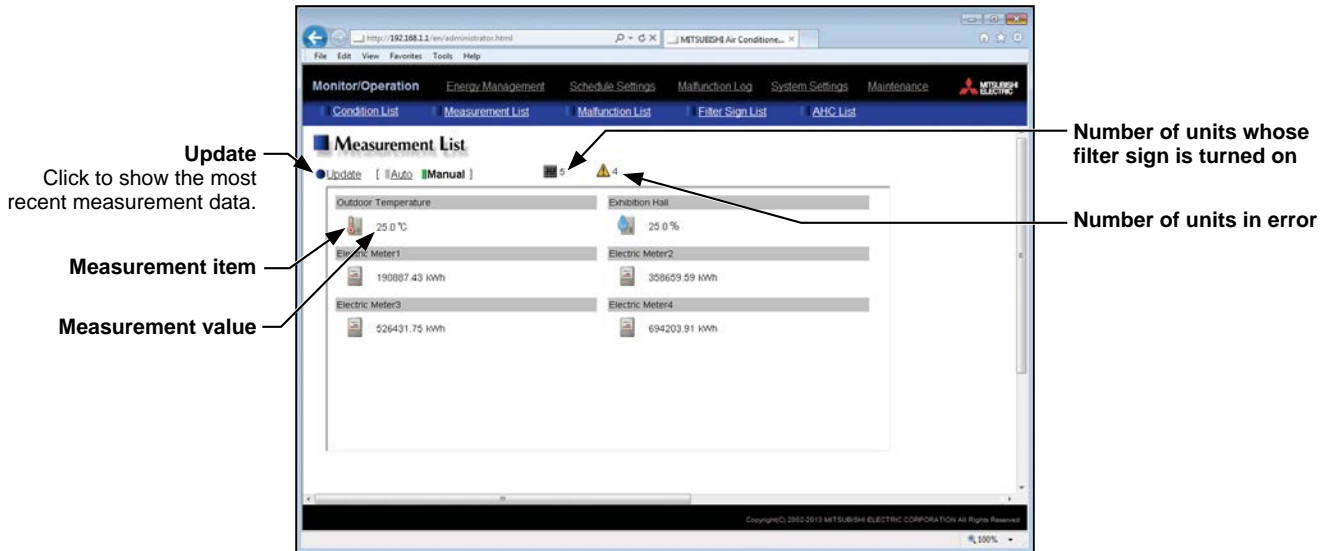 http://192.168.1.1/en/administrator.html
MITSUBISHI Air Conditione...
File Edit View Favorites Tools Help
Monitor/Operation Energy Management Schedule Settings Malfunction Log System Settings Maintenance MITSUBISHI ELECTRIC
Condition List Measurement List Malfunction List Filter Sign List AHC List
Measurement List
Update [ Auto Manual ] 5 4
Outdoor Temperature Exhibition Hall
25.0 ℃ 25.0 %
Electric Meter1 Electric Meter2
190887.43 kWh 358659.59 kWh
Electric Meter3 Electric Meter4
526431.75 kWh 694203.91 kWh
Copyright(C) 2002-2013 MITSUBISHI ELECTRIC CORPORATION All Rights Reserved
100%
Update
Click to show the most
recent measurement data.
Measurement item
Measurement value
Number of units whose
filter sign is turned on
Number of units in error